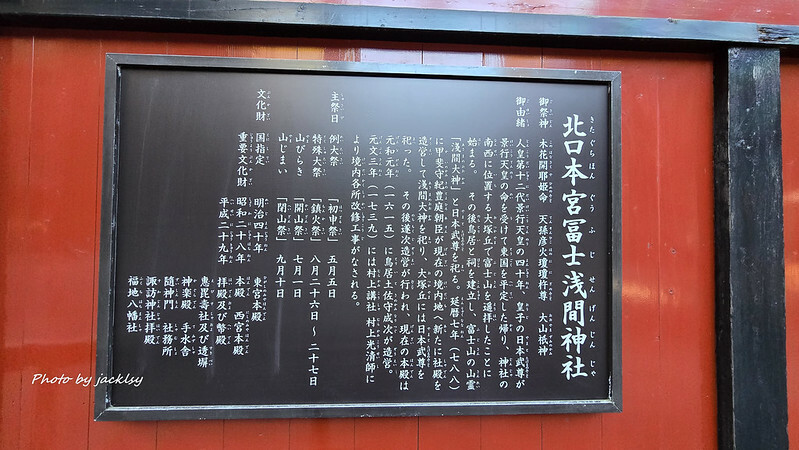 北口本宮冨士浅間神社
きたぐちほんぐうふじせんげんじんじゃ
御祭神 木花開耶姫命 天孫彦火瓊瓊杵尊 大山祇神
御由緒 人皇第十二代景行天皇の四十年、皇子の日本武尊が
景行天皇の命を受けて東国を平定した帰り、神社の
南西に位置する大塚丘で富士山を遥拝したことに
始まる。 その後鳥居と祠を建立し、富士山の山霊
「浅間大神」と日本武尊を祀る。延暦七年(七八八)
に甲斐守紀豊庭朝臣が現在の境内地へ新たに社殿を
造営して浅間大神を祀り、大塚丘には日本武尊を
祀った。 その後逐次造営が行われ、現在の本殿は
元和元年(一六一五)に鳥居土佐守成次が造営。
元文三年(一七三九)には村上講社 村上光清師に
より境内各所改修工事がなされる。
主祭日 例大祭 「初申祭」 五月五日
特殊大祭 「鎮火祭」 八月二十六日〜二十七日
山びらき 「開山祭」 七月一日
山じまい 「閉山祭」 九月十日
文化財 国指定
重要文化財
明治四十年 東宮本殿
昭和二十八年 本殿 西宮本殿
平成二十九年 拝殿及び幣殿
恵毘壽社及び透塀
神楽殿 手水舎
随神門 社務所
諏訪神社拝殿
福地八幡社
Photo by jacklsy